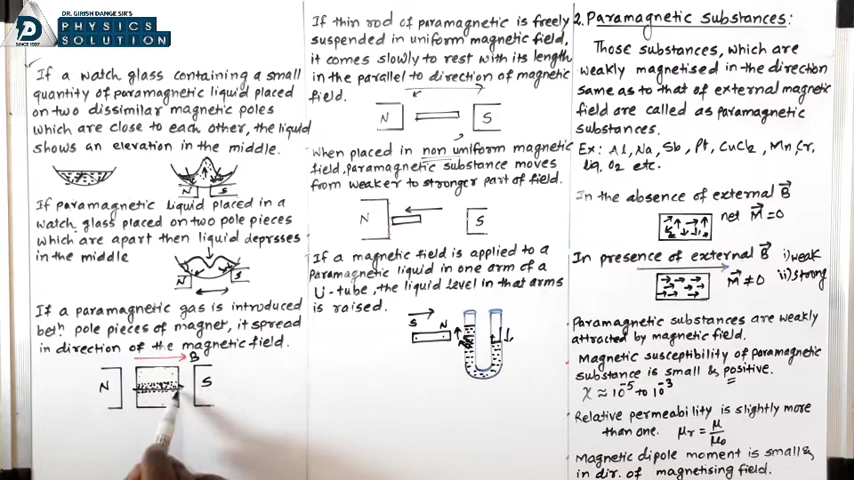 DR. GIRISH DANGE SIR'S
PHYSICS
SOLUTION
SINCE 1997
If a watch glass containing a small
quantity of paramagnetic liquid placed
on two dissimilar magnetic poles
which are close to each other, the liquid
shows an elevation in the middle.
N S
If paramagnetic liquid placed in a
watch glass placed on two pole pieces
which are apart then liquid deprsses
in the middle
N S
If a paramagnetic gas is introduced
betn pole pieces of magnet, it spread
in direction of the magnetic field.
B
N S
If thin rod of paramagnetic is freely
suspended in uniform magnetic field,
it comes slowly to rest with its length
in the parallel to direction of magnetic
field.
N S
When placed in non uniform magnetic
field, paramagnetic substance moves
from weaker to stronger part of field.
N S
If a magnetic field is applied to a
paramagnetic liquid in one arm of a
U-tube, the liquid level in that arms
is raised.
S N
2. Paramagnetic Substances:
Those substances, which are
weakly magnetised in the direction
same as to that of external magnetic
field are called as paramagnetic
substances.
Ex: Al, Na, Sb, Pt, CuCl2, Mn, Cr,
liq. O2 etc.
In the absence of external B
net M = 0
In presence of external B i) weak
M ≠ 0 ii) strong
Paramagnetic substances are weakly
attracted by magnetic field.
Magnetic susceptibility of paramagnetic
substance is small & positive.
χ ≈ 10⁻⁵ to 10⁻³
Relative permeability is slightly more
than one. μr = μ/μ0
Magnetic dipole moment is small &
in dir. of magnetising field.